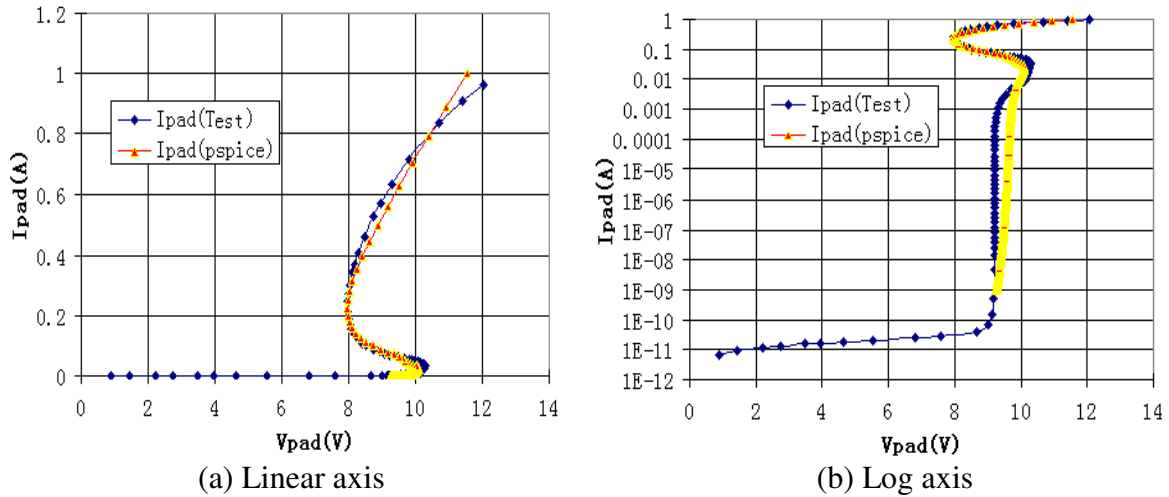 1.2
1
0.8
0.6
0.4
0.2
0
Ipad(A)
Ipad(Test)
Ipad(pspice)
0 2 4 6 8 10 12 14
Vpad(V)
(a) Linear axis
1
0.1
0.01
0.001
0.0001
1E-05
1E-06
1E-07
1E-08
1E-09
1E-10
1E-11
1E-12
Ipad(A)
Ipad(Test)
Ipad(pspice)
0 2 4 6 8 10 12 14
Vpad(V)
(b) Log axis